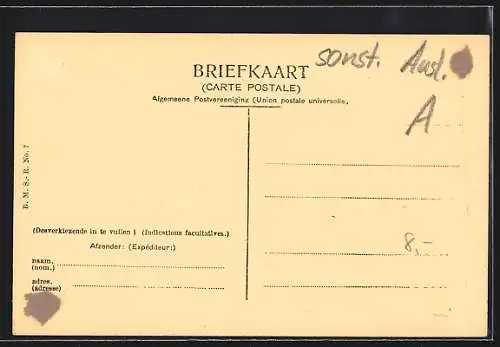 sonst. Ausl.
A
BRIEFKAART
(CARTE POSTALE)
Algemeene Postvereeniging (Union postale universelle,
B. M. S.-R. No. 7
8,-
(Desverkiezende in te vullen) (Indications facultatives.)
Afzender: (Expéditeur:)
naam.
(nom.)
adres.
(adresse)